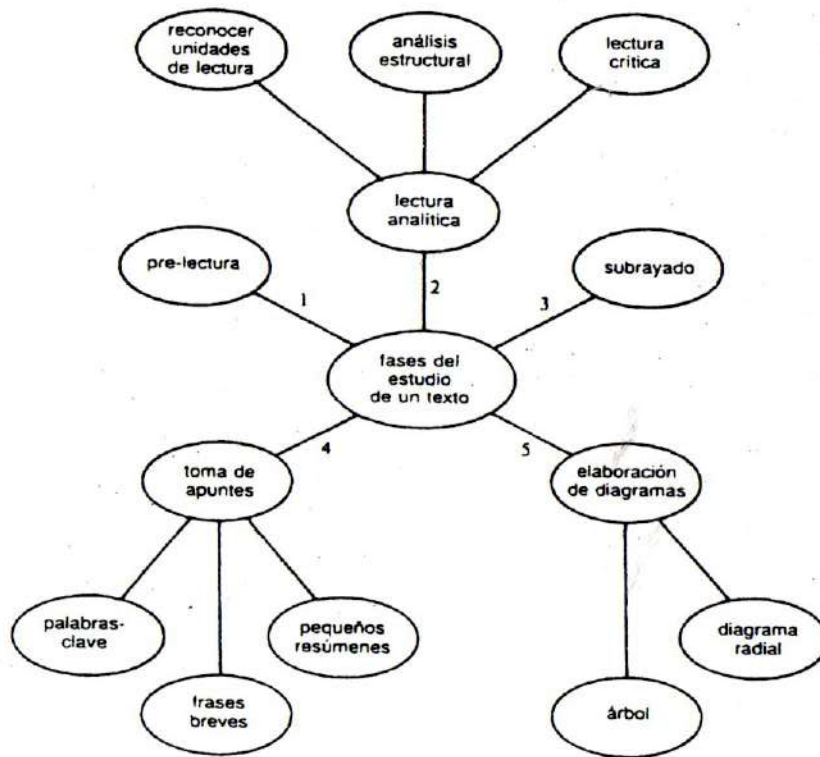 reconocer
unidades
de lectura
análisis
estructural
lectura
crítica
lectura
analítica
pre-lectura
1
2
3
subrayado
fases del
estudio
de un texto
4
5
toma de
apuntes
elaboración
de diagramas
palabras-
clave
pequeños
resúmenes
diagrama
radial
frases
breves
árbol